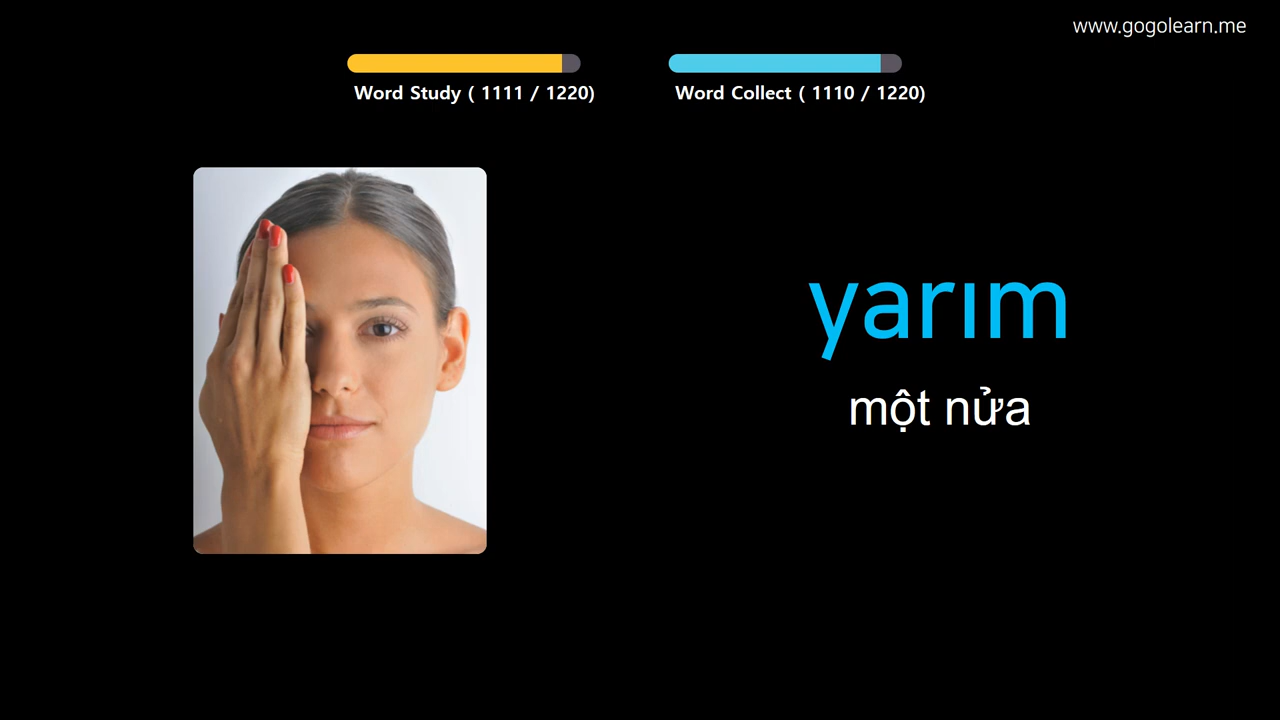 www.gogolearn.me
Word Study ( 1111 / 1220)
Word Collect ( 1110 / 1220)
yarım
một nửa